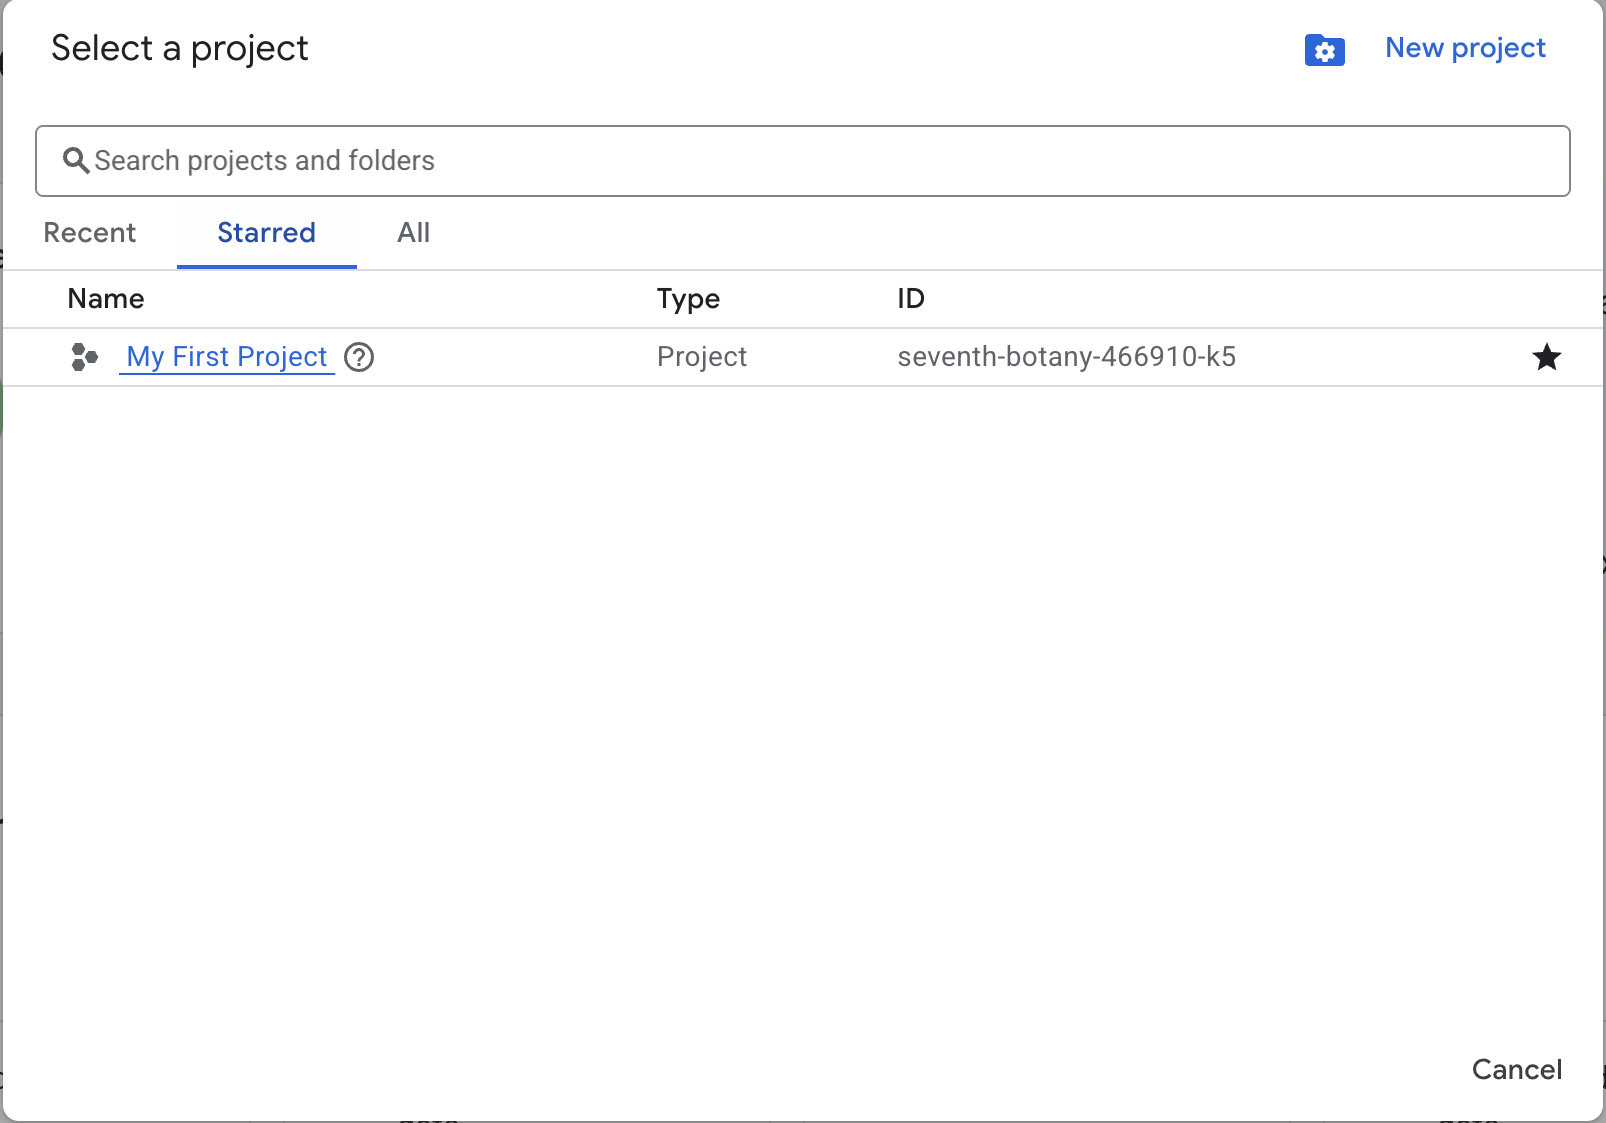 Select a project
New project
Search projects and folders
Recent Starred All
Name Type ID
My First Project Project seventh-botany-466910-k5
Cancel